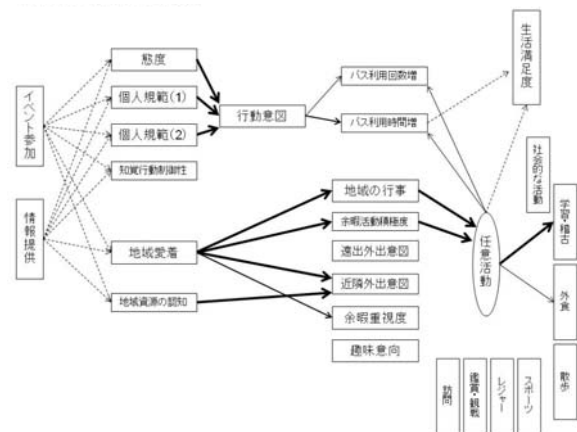 態度
個人規範(1)
個人規範(2)
知覚行動制御性
イベント参加
情報提供
地域愛着
地域資源の認知
行動意図
バス利用回数増
バス利用時間増
生活満足度
地域の行事
余暇活動積極度
遠出外出意図
近隣外出意図
余暇重視度
趣味意向
任意活動
社会的な活動
学習・稽古
外食
散歩
訪問
鑑賞・観戦
レジャー
スポーツ